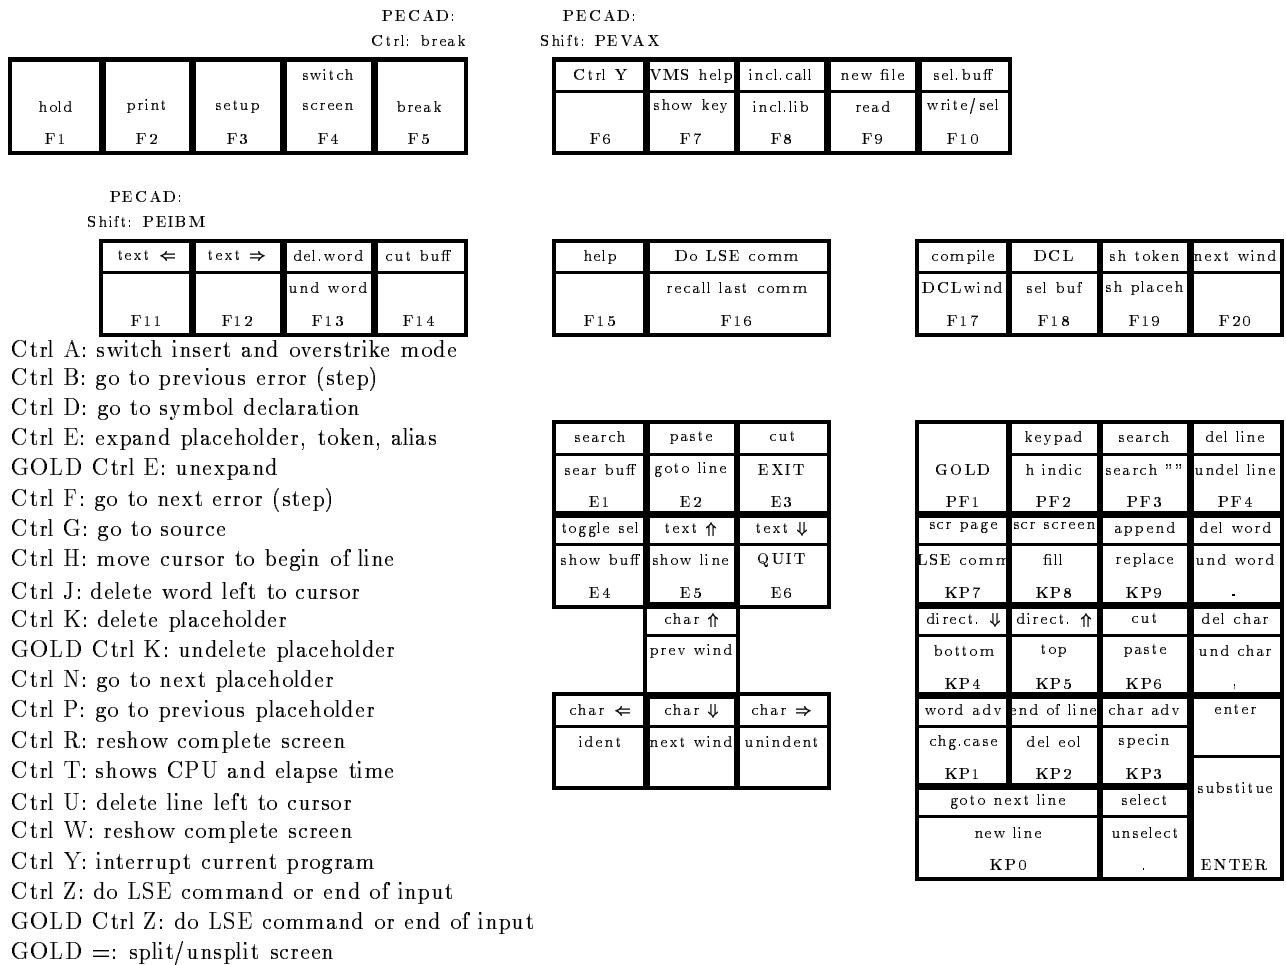 PECAD: PECAD:
Ctrl: break Shift: PEVAX
switch Ctrl Y VMS help incl.call new file sel.buff
hold print setup screen break show key incl.lib read write/sel
F1 F2 F3 F4 F5 F6 F7 F8 F9 F10
PECAD:
Shift: PEIBM
text ⇐ text ⇒ del.word cut buff help Do LSE comm compile DCL sh token next wind
und word recall last comm DCLwind sel buf sh placeh
F11 F12 F13 F14 F15 F16 F17 F18 F19 F20
Ctrl A: switch insert and overstrike mode
Ctrl B: go to previous error (step)
Ctrl D: go to symbol declaration
Ctrl E: expand placeholder, token, alias
GOLD Ctrl E: unexpand
Ctrl F: go to next error (step)
Ctrl G: go to source
Ctrl H: move cursor to begin of line
Ctrl J: delete word left to cursor
Ctrl K: delete placeholder
GOLD Ctrl K: undelete placeholder
Ctrl N: go to next placeholder
Ctrl P: go to previous placeholder
Ctrl R: reshow complete screen
Ctrl T: shows CPU and elapse time
Ctrl U: delete line left to cursor
Ctrl W: reshow complete screen
Ctrl Y: interrupt current program
Ctrl Z: do LSE command or end of input
GOLD Ctrl Z: do LSE command or end of input
GOLD =: split/unsplit screen
search paste cut
sear buff goto line EXIT
E1 E2 E3
toggle sel text ⇑ text ⇓
show buff show line QUIT
E4 E5 E6
char ⇑
prev wind
char ⇐ char ⇓ char ⇒
ident next wind unindent
keypad search del line
GOLD h indic search "" undel line
PF1 PF2 PF3 PF4
scr page scr screen append del word
LSE comm fill replace und word
KP7 KP8 KP9 -
direct. ⇓ direct. ⇑ cut del char
bottom top paste und char
KP4 KP5 KP6 ,
word adv end of line char adv enter
chg.case del eol specin
KP1 KP2 KP3
substitue
goto next line select
new line unselect
KP0 . ENTER